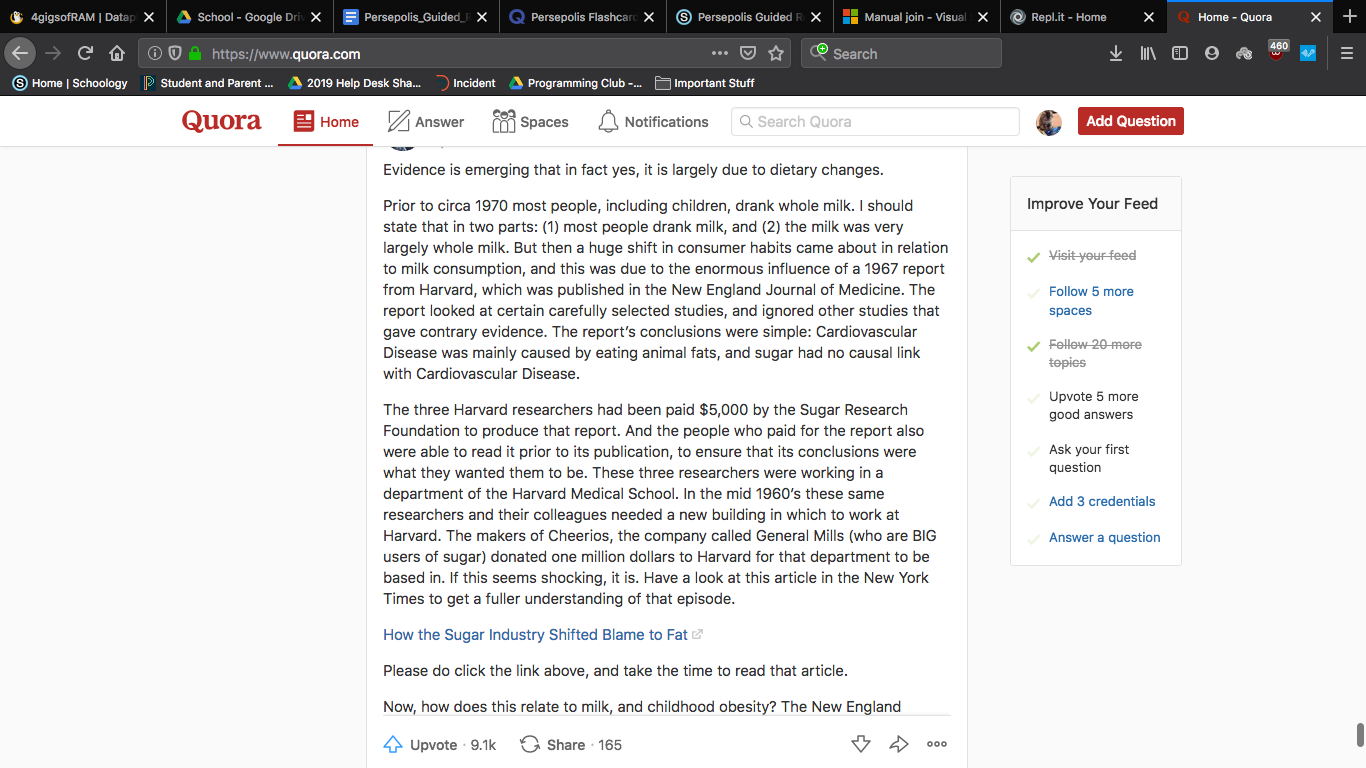 4gigsofRAM | Datap
School - Google Driv
Persepolis_Guided_R
Persepolis Flashcard
Persepolis Guided R
Manual join - Visual
Repl.it - Home
Home - Quora
https://www.quora.com
Search
460
Home | Schoology
Student and Parent ...
2019 Help Desk Sha...
Incident
Programming Club -...
Important Stuff
Quora
Home
Answer
Spaces
Notifications
Search Quora
Add Question
Evidence is emerging that in fact yes, it is largely due to dietary changes.
Prior to circa 1970 most people, including children, drank whole milk. I should
state that in two parts: (1) most people drank milk, and (2) the milk was very
largely whole milk. But then a huge shift in consumer habits came about in relation
to milk consumption, and this was due to the enormous influence of a 1967 report
from Harvard, which was published in the New England Journal of Medicine. The
report looked at certain carefully selected studies, and ignored other studies that
gave contrary evidence. The report's conclusions were simple: Cardiovascular
Disease was mainly caused by eating animal fats, and sugar had no causal link
with Cardiovascular Disease.
The three Harvard researchers had been paid $5,000 by the Sugar Research
Foundation to produce that report. And the people who paid for the report also
were able to read it prior to its publication, to ensure that its conclusions were
what they wanted them to be. These three researchers were working in a
department of the Harvard Medical School. In the mid 1960's these same
researchers and their colleagues needed a new building in which to work at
Harvard. The makers of Cheerios, the company called General Mills (who are BIG
users of sugar) donated one million dollars to Harvard for that department to be
based in. If this seems shocking, it is. Have a look at this article in the New York
Times to get a fuller understanding of that episode.
How the Sugar Industry Shifted Blame to Fat
Please do click the link above, and take the time to read that article.
Now, how does this relate to milk, and childhood obesity? The New England
Upvote · 9.1k
Share · 165
Improve Your Feed
Visit your feed
Follow 5 more
spaces
Follow 20 more
topics
Upvote 5 more
good answers
Ask your first
question
Add 3 credentials
Answer a question